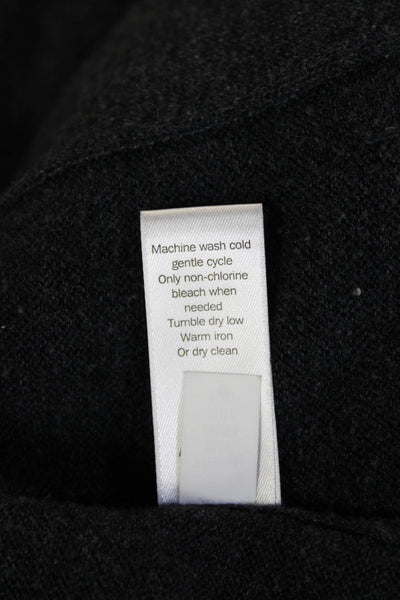 Machine wash cold
gentle cycle
Only non-chlorine
bleach when
needed
Tumble dry low
Warm iron
Or dry clean